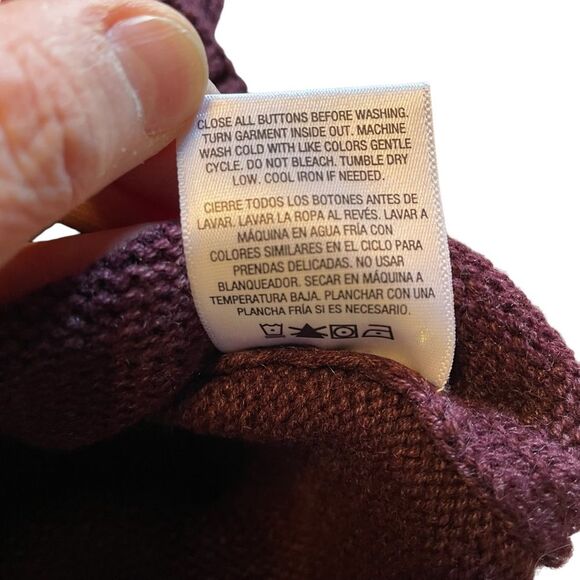 CLOSE ALL BUTTONS BEFORE WASHING.
TURN GARMENT INSIDE OUT. MACHINE
WASH COLD WITH LIKE COLORS GENTLE
CYCLE. DO NOT BLEACH. TUMBLE DRY
LOW. COOL IRON IF NEEDED.
CIERRE TODOS LOS BOTONES ANTES DE
LAVAR. LAVAR LA ROPA AL REVÉS. LAVAR A
MÁQUINA EN AGUA FRÍA CON
COLORES SIMILARES EN EL CICLO PARA
PRENDAS DELICADAS. NO USAR
BLANQUEADOR. SECAR EN MÁQUINA A
TEMPERATURA BAJA. PLANCHAR CON UNA
PLANCHA FRÍA SI ES NECESARIO.